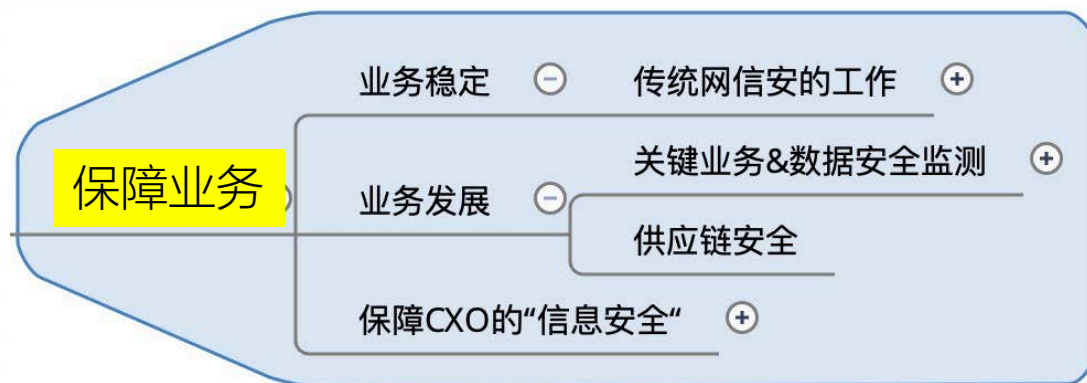 保障业务
业务稳定
传统网信安的工作
业务发展
关键业务&数据安全监测
供应链安全
保障CXO的“信息安全“